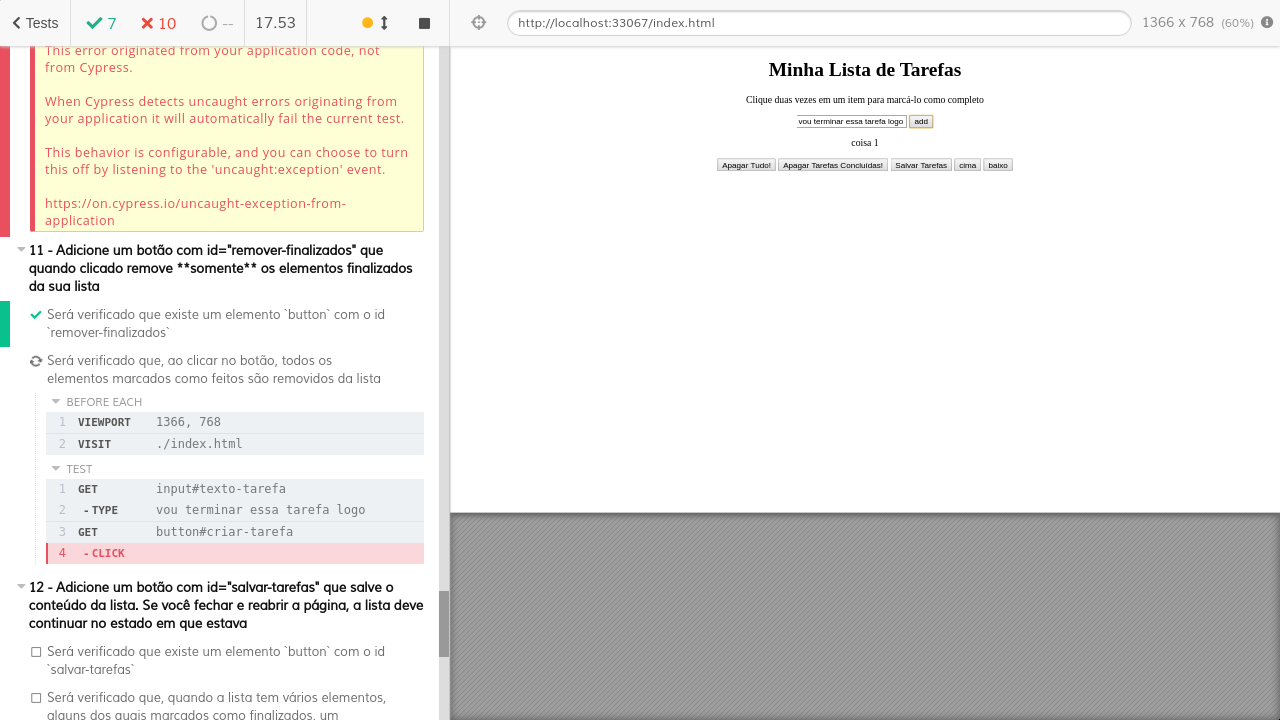 Tests
7
10
--
17.53
http://localhost:33067/index.html
1366 x 768 (60%)
This error originated from your application code, not
from Cypress.
When Cypress detects uncaught errors originating from
your application it will automatically fail the current test.
This behavior is configurable, and you can choose to turn
this off by listening to the 'uncaught:exception' event.
https://on.cypress.io/uncaught-exception-from-
application
11 - Adicione um botão com id="remover-finalizados" que
quando clicado remove **somente** os elementos finalizados
da sua lista
Será verificado que existe um elemento `button` com o id
`remover-finalizados`
Será verificado que, ao clicar no botão, todos os
elementos marcados como feitos são removidos da lista
BEFORE EACH
1 VIEWPORT 1366, 768
2 VISIT ./index.html
TEST
1 GET input#texto-tarefa
2 -TYPE vou terminar essa tarefa logo
3 GET button#criar-tarefa
4 -CLICK
12 - Adicione um botão com id="salvar-tarefas" que salve o
conteúdo da lista. Se você fechar e reabrir a página, a lista deve
continuar no estado em que estava
Será verificado que existe um elemento `button` com o id
`salvar-tarefas`
Será verificado que, quando a lista tem vários elementos,
alguns dos quais marcados como finalizados, um
Minha Lista de Tarefas
Clique duas vezes em um item para marcá-lo como completo
vou terminar essa tarefa logo add
coisa 1
Apagar Tudo! Apagar Tarefas Concluídas! Salvar Tarefas cima baixo